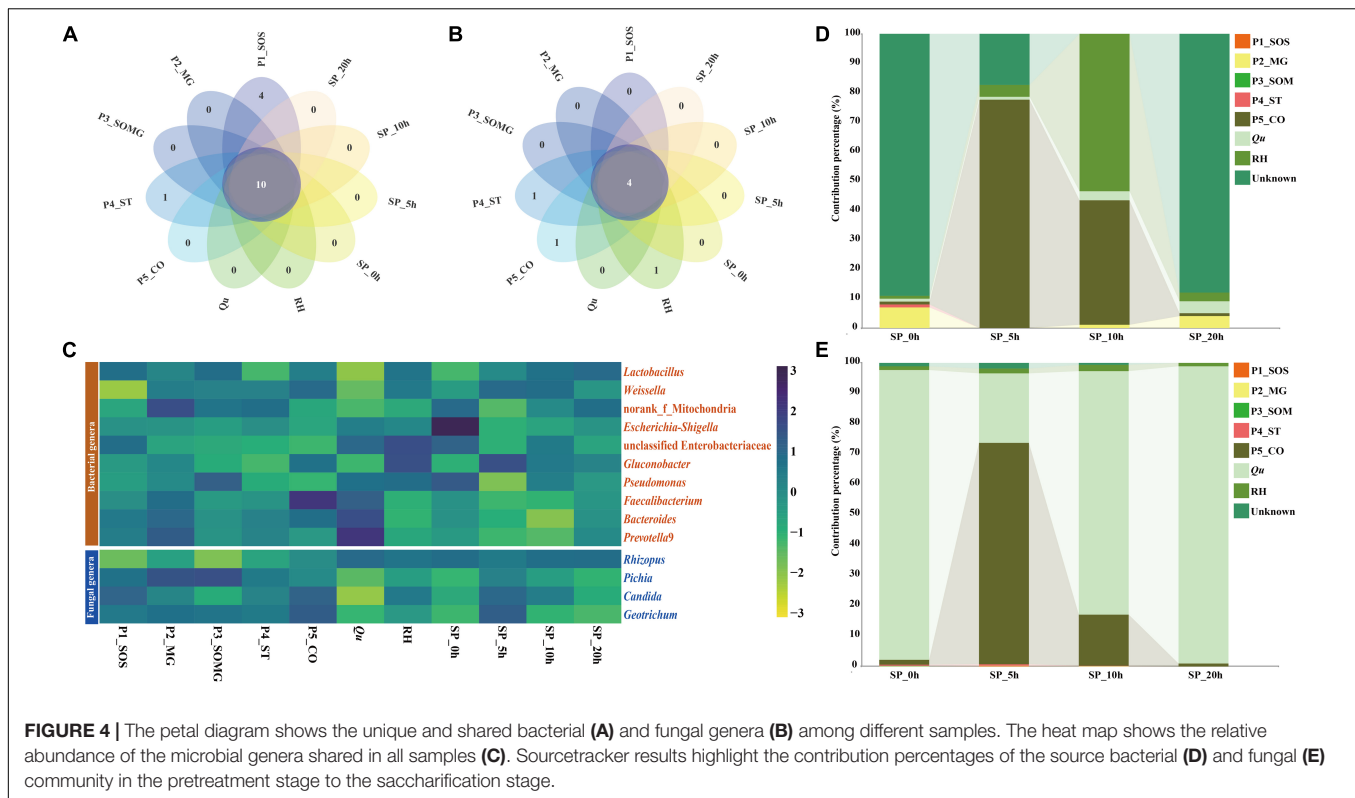 A
P1_SOS
SP_20h
SP_10h
SP_5h
SP_0h
RH
Qu
P5_CO
P4_ST
P3_SOMG
P2_MG
4
0
0
0
0
0
0
0
1
0
0
10
B
P1_SOS
SP_20h
SP_10h
SP_5h
SP_0h
RH
Qu
P5_CO
P4_ST
P3_SOMG
P2_MG
0
0
0
0
0
1
0
1
1
0
0
4
C
Bacterial genera
Fungal genera
Lactobacillus
Weissella
norank_f_Mitochondria
Escherichia-Shigella
unclassified Enterobacteriaceae
Gluconobacter
Pseudomonas
Faecalibacterium
Bacteroides
Prevotella9
Rhizopus
Pichia
Candida
Geotrichum
P1_SOS P2_MG P3_SOMG P4_ST P5_CO Qu RH SP_0h SP_5h SP_10h SP_20h
3
2
1
0
-1
-2
-3
D
Contribution percentage (%)
100
90
80
70
60
50
40
30
20
10
0
SP_0h SP_5h SP_10h SP_20h
P1_SOS
P2_MG
P3_SOM
P4_ST
P5_CO
Qu
RH
Unknown
E
Contribution percentage (%)
100
90
80
70
60
50
40
30
20
10
0
SP_0h SP_5h SP_10h SP_20h
P1_SOS
P2_MG
P3_SOM
P4_ST
P5_CO
Qu
RH
Unknown
FIGURE 4 | The petal diagram shows the unique and shared bacterial (A) and fungal genera (B) among different samples. The heat map shows the relative
abundance of the microbial genera shared in all samples (C). Sourcetracker results highlight the contribution percentages of the source bacterial (D) and fungal (E)
community in the pretreatment stage to the saccharification stage.